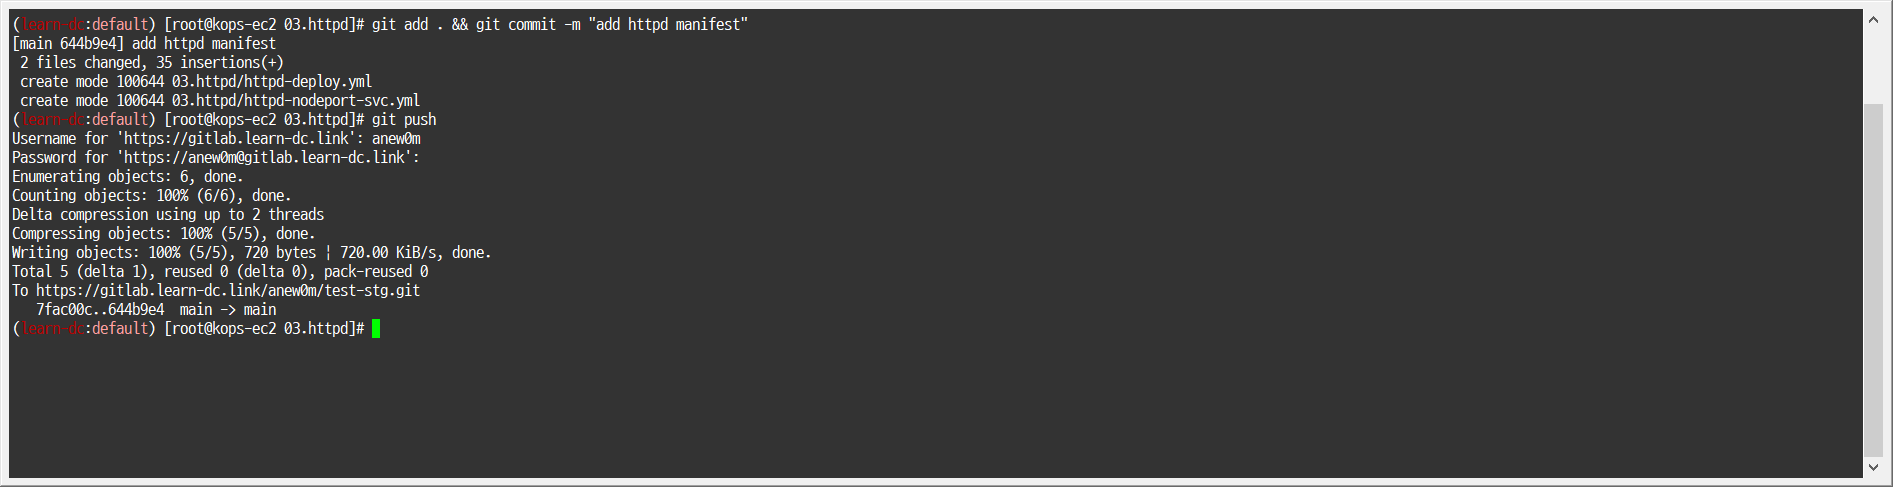 (learn-dc:default) [root@kops-ec2 03.httpd]# git add . && git commit -m "add httpd manifest"
[main 644b9e4] add httpd manifest
 2 files changed, 35 insertions(+)
 create mode 100644 03.httpd/httpd-deploy.yml
 create mode 100644 03.httpd/httpd-nodeport-svc.yml
(learn-dc:default) [root@kops-ec2 03.httpd]# git push
Username for 'https://gitlab.learn-dc.link': anew0m
Password for 'https://anew0m@gitlab.learn-dc.link':
Enumerating objects: 6, done.
Counting objects: 100% (6/6), done.
Delta compression using up to 2 threads
Compressing objects: 100% (5/5), done.
Writing objects: 100% (5/5), 720 bytes ¦ 720.00 KiB/s, done.
Total 5 (delta 1), reused 0 (delta 0), pack-reused 0
To https://gitlab.learn-dc.link/anew0m/test-stg.git
   7fac00c..644b9e4  main -> main
(learn-dc:default) [root@kops-ec2 03.httpd]#